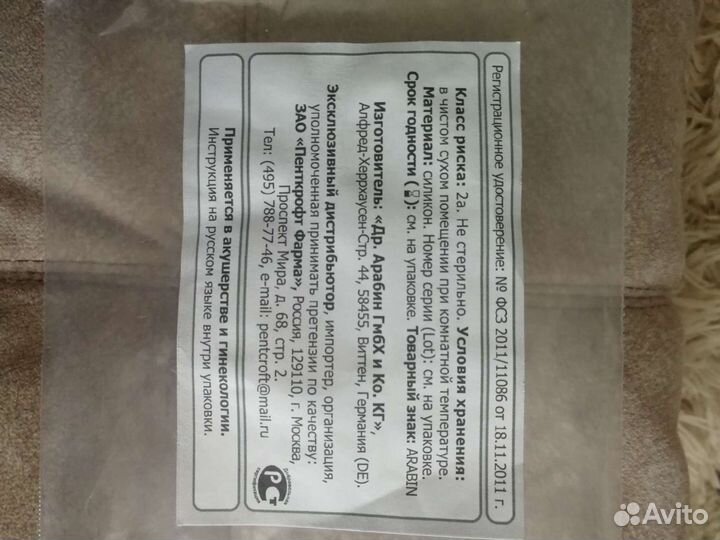 Регистрационное удостоверение: № ФСЗ 2011/11086 от 18.11.2011 г.
Класс риска: 2а. Не стерильно. Условия хранения:
в чистом сухом помещении при комнатной температуре.
Материал: силикон. Номер серии (Lot): см. на упаковке.
Срок годности (): см. на упаковке. Товарный знак: ARABIN
Изготовитель: «Др. Арабин ГмбХ и Ко. КГ»,
Алфред-Херрхаусен-Стр. 44, 58455, Виттен, Германия (DE).
Эксклюзивный дистрибьютор, импортер, организация,
уполномоченная принимать претензии по качеству:
ЗАО «Пенткрофт Фарма», Россия, 129110, г. Москва,
Проспект Мира, д. 68, стр. 2.
Тел: (495) 788-77-46, e-mail: pentcroft@mail.ru
РСТ
Применяется в акушерстве и гинекологии.
Инструкция на русском языке внутри упаковки.
Avito